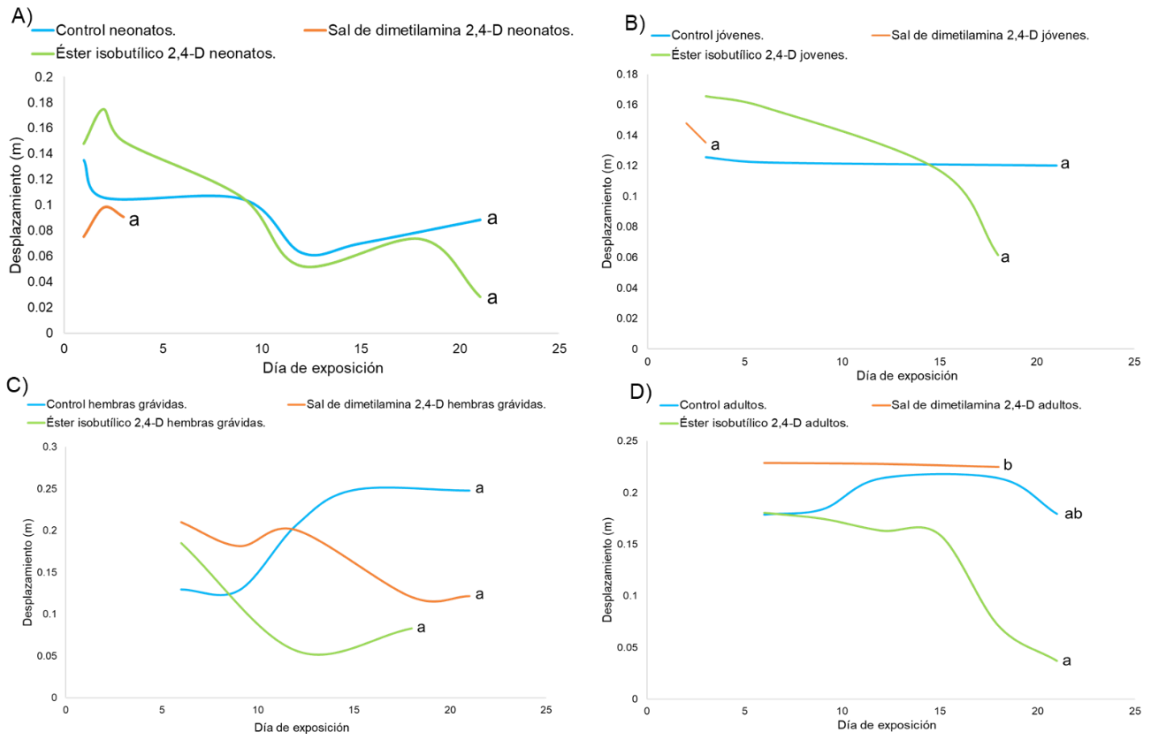 A)
Control neonatos.
Sal de dimetilamina 2,4-D neonatos.
Éster isobutílico 2,4-D neonatos.
Desplazamiento (m)
0.2
0.18
0.16
0.14
0.12
0.1
0.08
0.06
0.04
0.02
0
a
a
a
0 5 10 15 20 25
Día de exposición
B)
Control jóvenes.
Sal de dimetilamina 2,4-D jóvenes.
Éster isobutílico 2,4-D jovenes.
Desplazamiento (m)
0.18
0.16
0.14
0.12
0.10
0.08
0.06
0.04
0.02
0.00
a
a
a
0 5 10 15 20 25
Día de exposición
C)
Control hembras grávidas.
Sal de dimetilamina 2,4-D hembras grávidas.
Éster isobutílico 2,4-D hembras grávidas.
Desplazamiento (m)
0.3
0.25
0.2
0.15
0.1
0.05
0
a
a
a
0 5 10 15 20 25
Día de exposición
D)
Control adultos.
Sal de dimetilamina 2,4-D adultos.
Éster isobutílico 2,4-D adultos.
Desplazamiento (m)
0.25
0.2
0.15
0.1
0.05
0
b
ab
a
0 5 10 15 20 25
Día de exposición